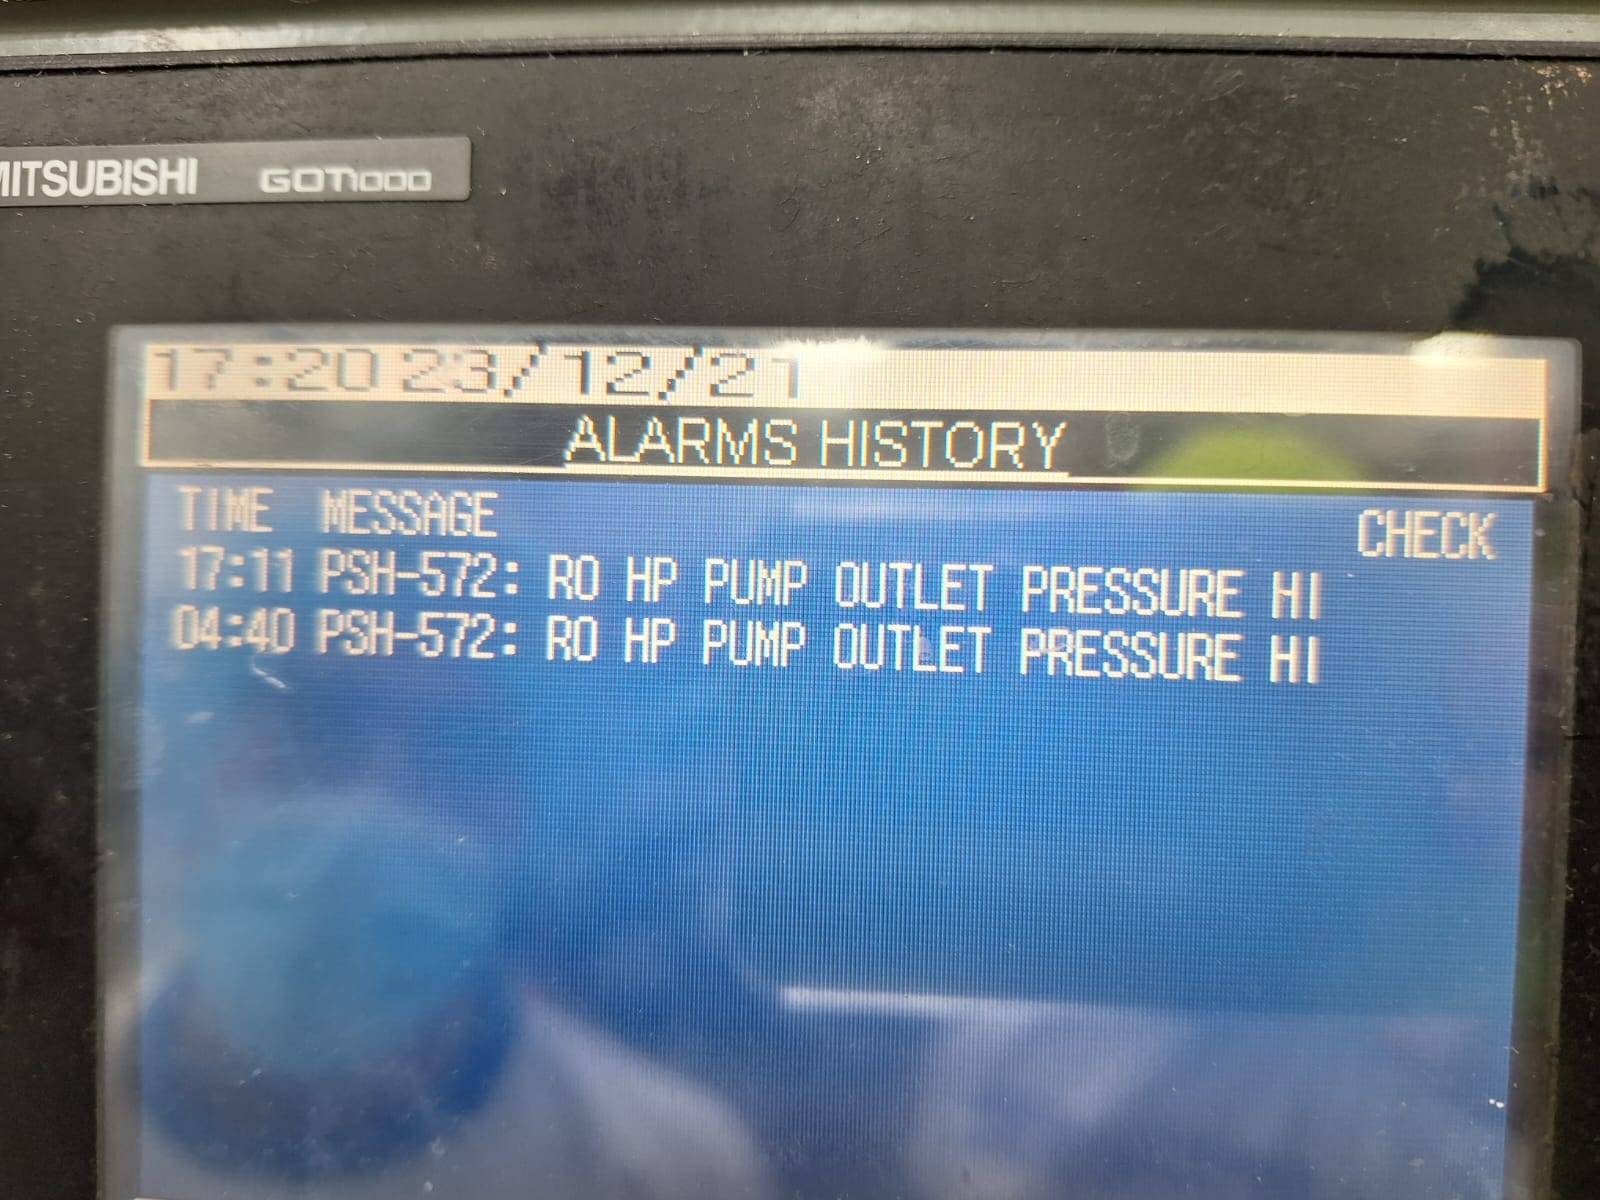 MITSUBISHI GOT1000
17:20 23/12/21
ALARMS HISTORY
TIME MESSAGE CHECK
17:11 PSH-572: RO HP PUMP OUTLET PRESSURE HI
04:40 PSH-572: RO HP PUMP OUTLET PRESSURE HI